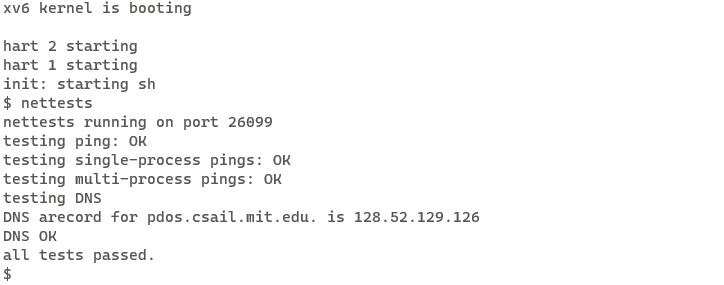 xv6 kernel is booting
hart 2 starting
hart 1 starting
init: starting sh
$ nettests
nettests running on port 26099
testing ping: OK
testing single-process pings: OK
testing multi-process pings: OK
testing DNS
DNS arecord for pdos.csail.mit.edu. is 128.52.129.126
DNS OK
all tests passed.
$